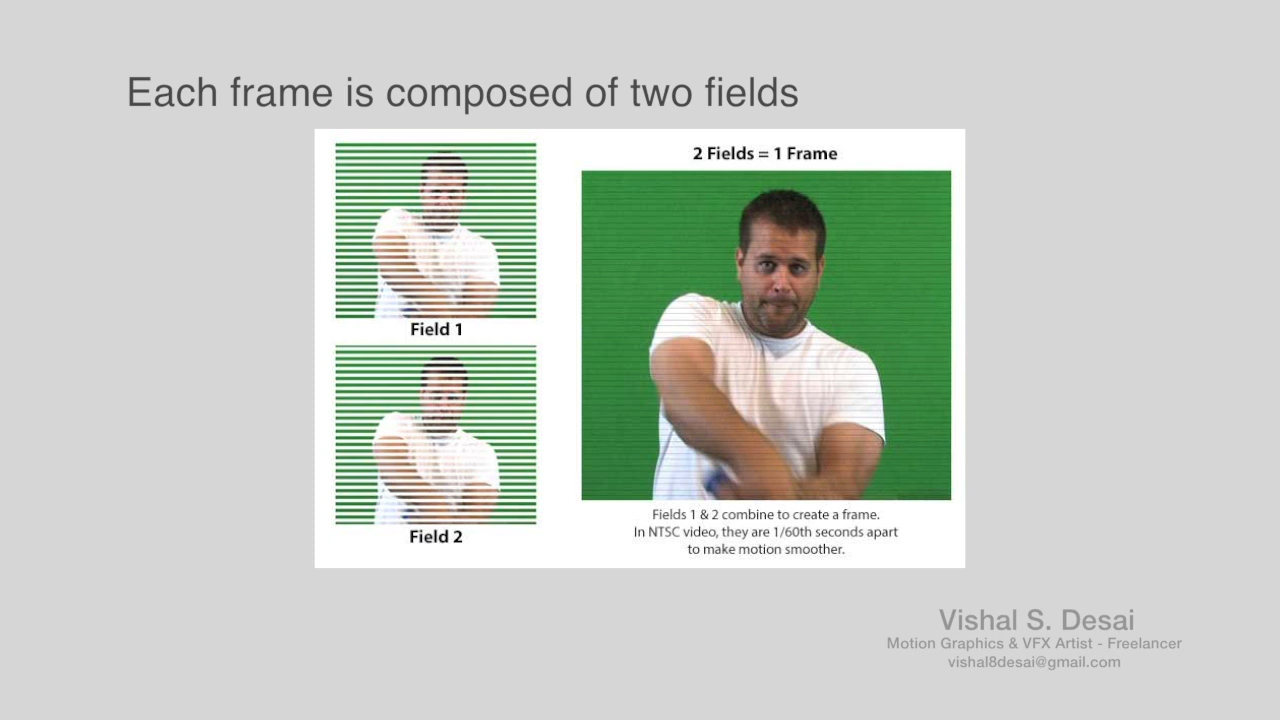 Each frame is composed of two fields
Field 1
Field 2
2 Fields = 1 Frame
Fields 1 & 2 combine to create a frame.
In NTSC video, they are 1/60th seconds apart
to make motion smoother.
Vishal S. Desai
Motion Graphics & VFX Artist - Freelancer
vishal8desai@gmail.com